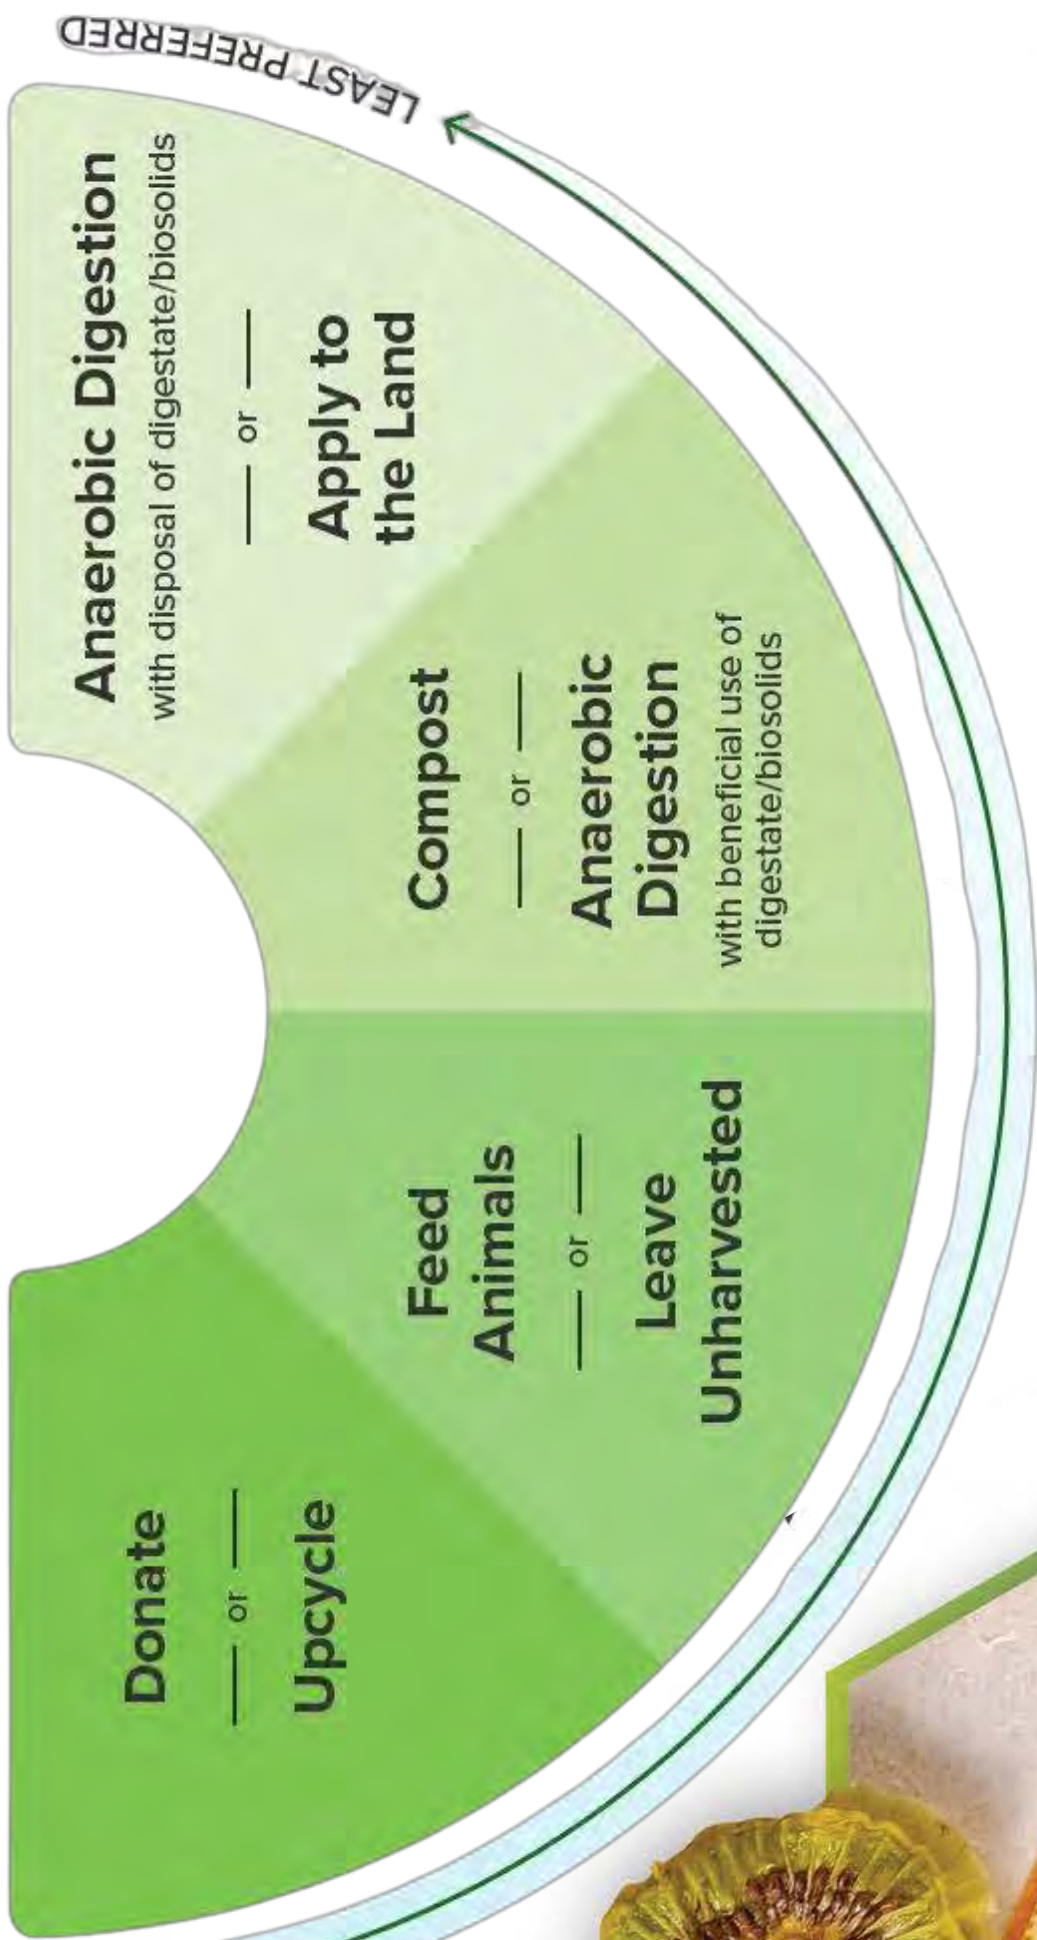 Donate
or
Upcycle
Feed
Animals
or
Leave
Unharvested
Compost
or
Anaerobic
Digestion
with beneficial use of
digestate/biosolids
Anaerobic Digestion
with disposal of digestate/biosolids
or
Apply to
the Land
LEAST PREFERRED